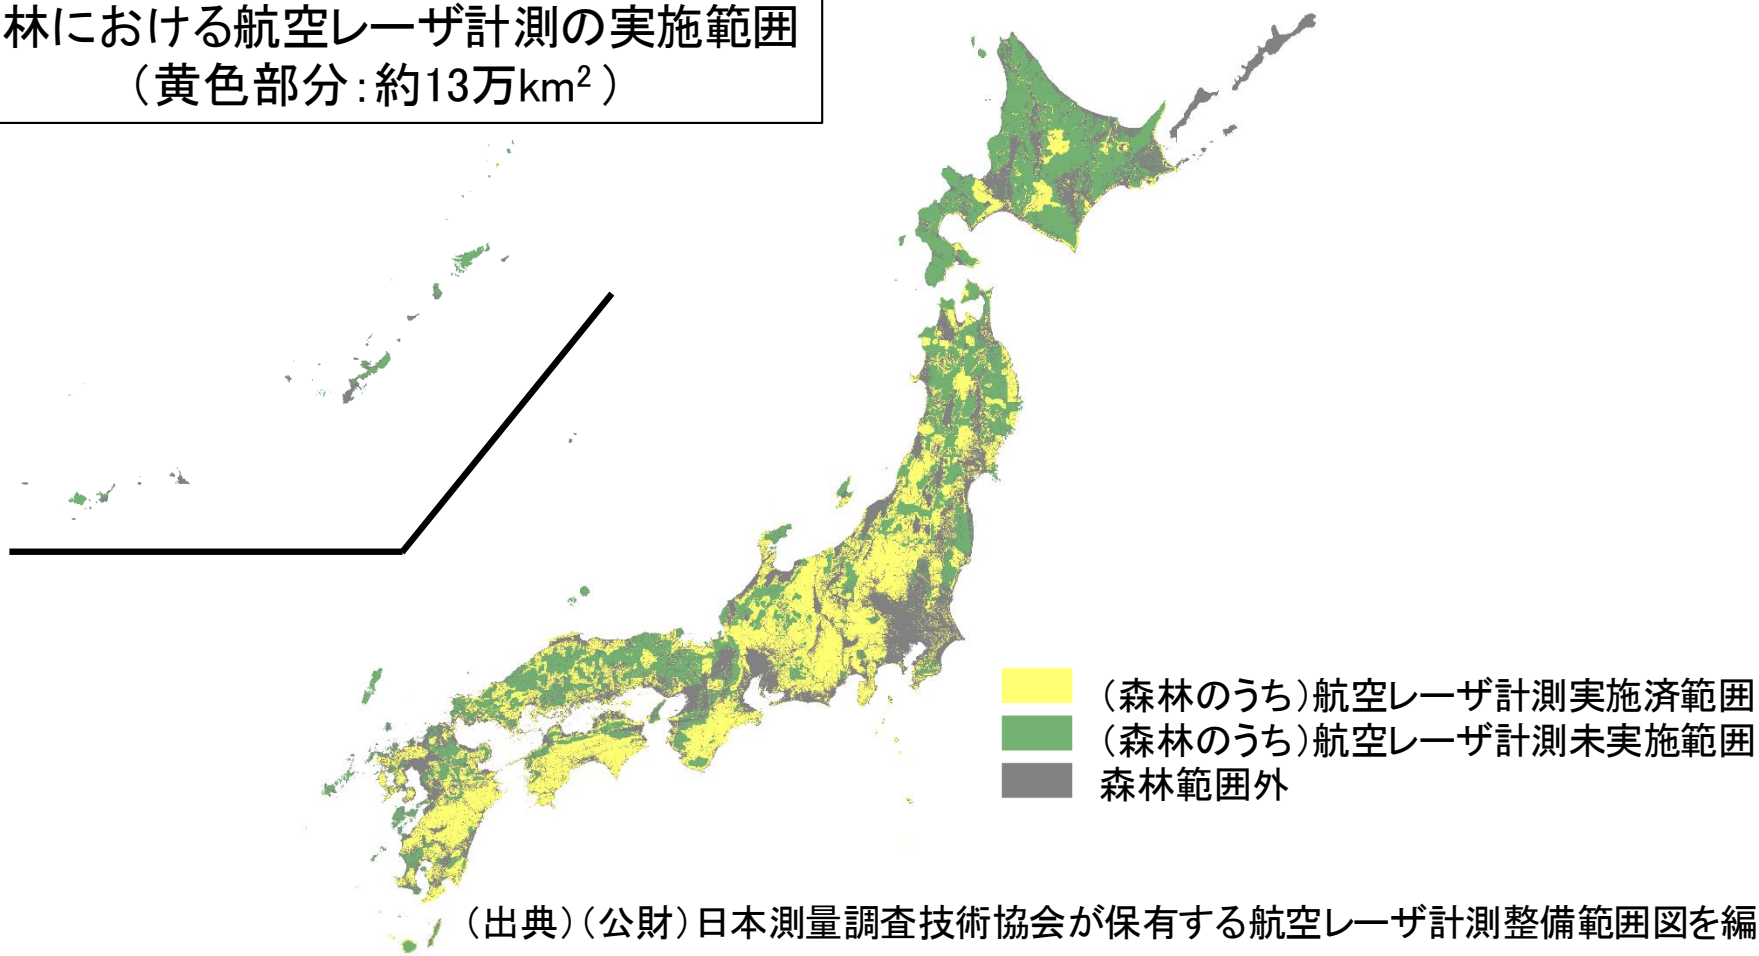 林における航空レーザ計測の実施範囲
（黄色部分：約13万km²）
（森林のうち）航空レーザ計測実施済範囲
（森林のうち）航空レーザ計測未実施範囲
森林範囲外
（出典）（公財）日本測量調査技術協会が保有する航空レーザ計測整備範囲図を編